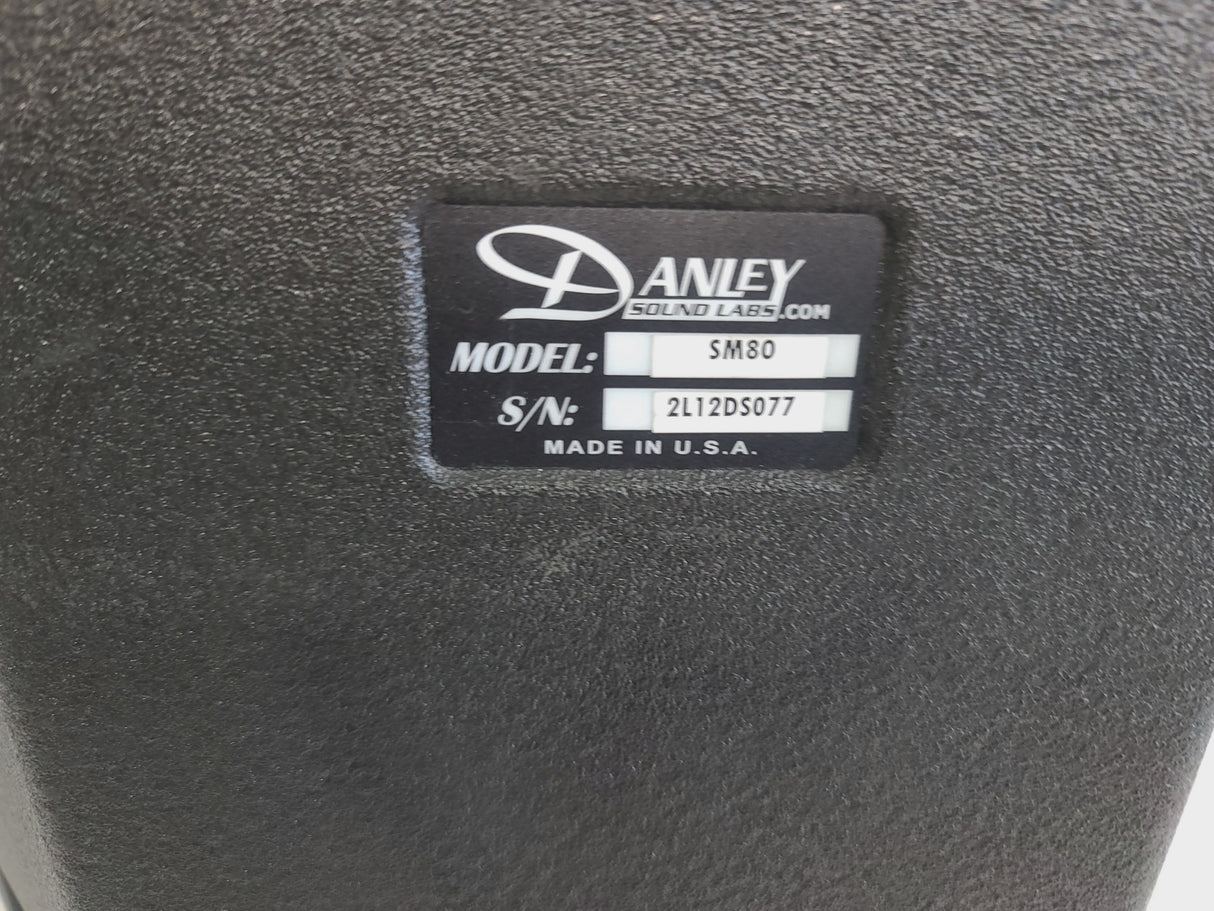 DANLEY
SOUND LABS.COM
MODEL: SM80
S/N: 2L12DS077
MADE IN U.S.A.